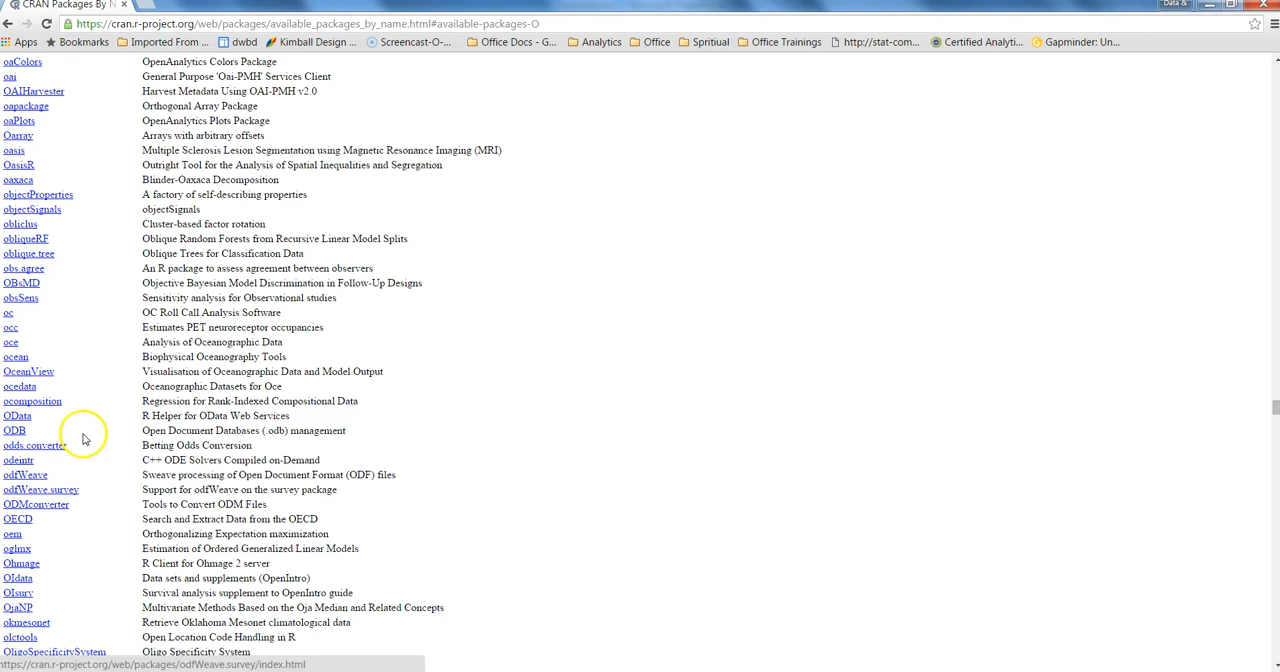 CRAN Packages By N
Data &
https://cran.r-project.org/web/packages/available_packages_by_name.html#available-packages-O
Apps Bookmarks Imported From ... dwbd Kimball Design ... Screencast-O-... Office Docs - G... Analytics Office Spritiual Office Trainings http://stat-com... Certified Analyti... Gapminder: Un...
oaColors OpenAnalytics Colors Package
oai General Purpose 'Oai-PMH' Services Client
OAIHarvester Harvest Metadata Using OAI-PMH v2.0
oapackage Orthogonal Array Package
oaPlots OpenAnalytics Plots Package
Oarray Arrays with arbitrary offsets
oasis Multiple Sclerosis Lesion Segmentation using Magnetic Resonance Imaging (MRI)
OasisR Outright Tool for the Analysis of Spatial Inequalities and Segregation
oaxaca Blinder-Oaxaca Decomposition
objectProperties A factory of self-describing properties
objectSignals objectSignals
obliclus Cluster-based factor rotation
obliqueRF Oblique Random Forests from Recursive Linear Model Splits
oblique.tree Oblique Trees for Classification Data
obs.agree An R package to assess agreement between observers
OBsMD Objective Bayesian Model Discrimination in Follow-Up Designs
obsSens Sensitivity analysis for Observational studies
oc OC Roll Call Analysis Software
occ Estimates PET neuroreceptor occupancies
oce Analysis of Oceanographic Data
ocean Biophysical Oceanography Tools
OceanView Visualisation of Oceanographic Data and Model Output
ocedata Oceanographic Datasets for Oce
ocomposition Regression for Rank-Indexed Compositional Data
OData R Helper for OData Web Services
ODB Open Document Databases (.odb) management
odds.converter Betting Odds Conversion
odeintr C++ ODE Solvers Compiled on-Demand
odfWeave Sweave processing of Open Document Format (ODF) files
odfWeave.survey Support for odfWeave on the survey package
ODMconverter Tools to Convert ODM Files
OECD Search and Extract Data from the OECD
oem Orthogonalizing Expectation maximization
oglmx Estimation of Ordered Generalized Linear Models
Ohmage R Client for Ohmage 2 server
OIdata Data sets and supplements (OpenIntro)
OIsurv Survival analysis supplement to OpenIntro guide
OjaNP Multivariate Methods Based on the Oja Median and Related Concepts
okmesonet Retrieve Oklahoma Mesonet climatological data
olctools Open Location Code Handling in R
OligoSpecificitySystem Oligo Specificity System
https://cran.r-project.org/web/packages/odfWeave.survey/index.html